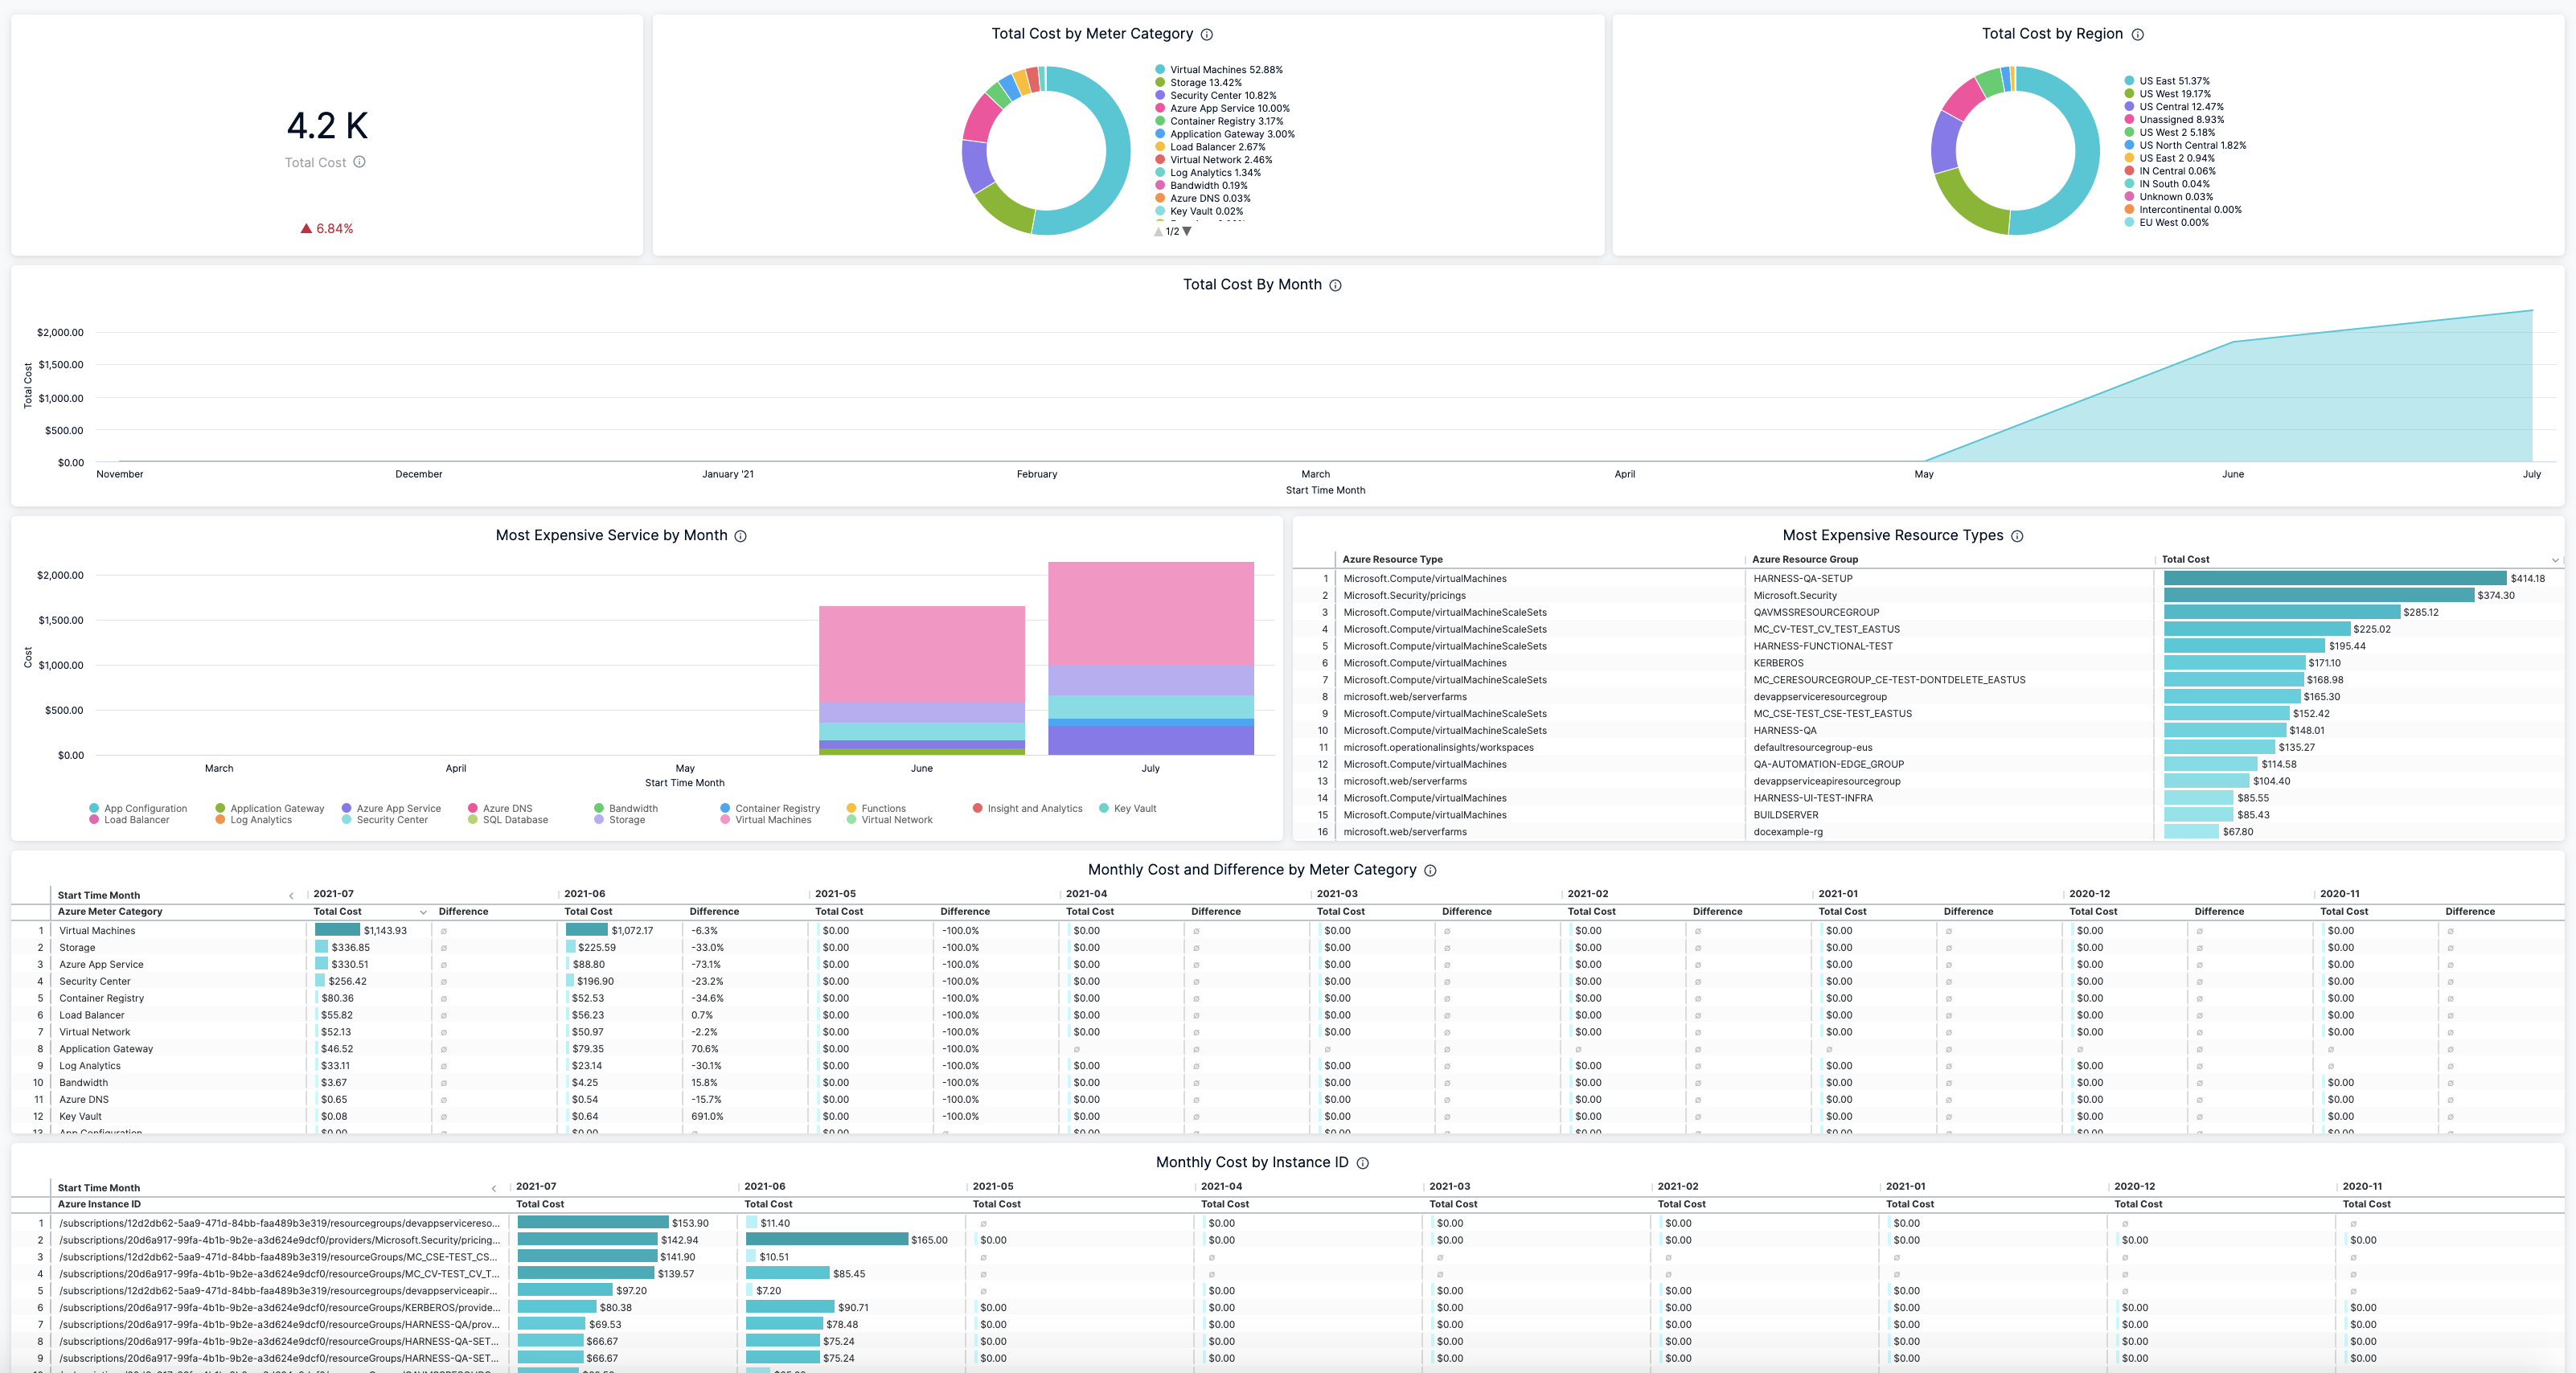 4.2 K
Total Cost
▲ 6.84%
Total Cost by Meter Category
Virtual Machines 52.88%
Storage 13.42%
Security Center 10.82%
Azure App Service 10.00%
Container Registry 3.17%
Application Gateway 3.00%
Load Balancer 2.67%
Virtual Network 2.46%
Log Analytics 1.34%
Bandwidth 0.19%
Azure DNS 0.03%
Key Vault 0.02%
1/2
Total Cost by Region
US East 51.37%
US West 19.17%
US Central 12.47%
Unassigned 8.93%
US West 2 5.18%
US North Central 1.82%
US East 2 0.94%
IN Central 0.06%
IN South 0.04%
Unknown 0.03%
Intercontinental 0.00%
EU West 0.00%
Total Cost By Month
Total Cost
$2,000.00
$1,500.00
$1,000.00
$500.00
$0.00
November December January '21 February March April May June July
Start Time Month
Most Expensive Service by Month
Cost
$2,000.00
$1,500.00
$1,000.00
$500.00
$0.00
March April May June July
Start Time Month
App Configuration Application Gateway Azure App Service Azure DNS Bandwidth Container Registry Functions Insight and Analytics Key Vault
Load Balancer Log Analytics Security Center SQL Database Storage Virtual Machines Virtual Network
Most Expensive Resource Types
Azure Resource Type Azure Resource Group Total Cost
1 Microsoft.Compute/virtualMachines HARNESS-QA-SETUP $414.18
2 Microsoft.Security/pricings Microsoft.Security $374.30
3 Microsoft.Compute/virtualMachineScaleSets QAVMSSRESOURCEGROUP $285.12
4 Microsoft.Compute/virtualMachineScaleSets MC_CV-TEST_CV_TEST_EASTUS $225.02
5 Microsoft.Compute/virtualMachineScaleSets HARNESS-FUNCTIONAL-TEST $195.44
6 Microsoft.Compute/virtualMachines KERBEROS $171.10
7 Microsoft.Compute/virtualMachineScaleSets MC_CERESOURCEGROUP_CE-TEST-DONTDELETE_EASTUS $168.98
8 microsoft.web/serverfarms devappserviceresourcegroup $165.30
9 Microsoft.Compute/virtualMachineScaleSets MC_CSE-TEST_CSE-TEST_EASTUS $152.42
10 Microsoft.Compute/virtualMachineScaleSets HARNESS-QA $148.01
11 microsoft.operationalinsights/workspaces defaultresourcegroup-eus $135.27
12 Microsoft.Compute/virtualMachines QA-AUTOMATION-EDGE_GROUP $114.58
13 microsoft.web/serverfarms devappserviceapiresourcegroup $104.40
14 Microsoft.Compute/virtualMachines HARNESS-UI-TEST-INFRA $85.55
15 Microsoft.Compute/virtualMachines BUILDSERVER $85.43
16 microsoft.web/serverfarms docexample-rg $67.80
Monthly Cost and Difference by Meter Category
Start Time Month 2021-07 2021-06 2021-05 2021-04 2021-03 2021-02 2021-01 2020-12 2020-11
Azure Meter Category Total Cost Difference Total Cost Difference Total Cost Difference Total Cost Difference Total Cost Difference Total Cost Difference Total Cost Difference Total Cost Difference Total Cost Difference
1 Virtual Machines $1,143.93 ∅ $1,072.17 -6.3% $0.00 -100.0% $0.00 ∅ $0.00 ∅ $0.00 ∅ $0.00 ∅ $0.00 ∅ $0.00 ∅
2 Storage $336.85 ∅ $225.59 -33.0% $0.00 -100.0% $0.00 ∅ $0.00 ∅ $0.00 ∅ $0.00 ∅ $0.00 ∅ $0.00 ∅
3 Azure App Service $330.51 ∅ $88.80 -73.1% $0.00 -100.0% $0.00 ∅ $0.00 ∅ $0.00 ∅ $0.00 ∅ $0.00 ∅ $0.00 ∅
4 Security Center $256.42 ∅ $196.90 -23.2% $0.00 -100.0% $0.00 ∅ $0.00 ∅ $0.00 ∅ $0.00 ∅ $0.00 ∅ $0.00 ∅
5 Container Registry $80.36 ∅ $52.53 -34.6% $0.00 -100.0% $0.00 ∅ $0.00 ∅ $0.00 ∅ $0.00 ∅ $0.00 ∅ $0.00 ∅
6 Load Balancer $55.82 ∅ $56.23 0.7% $0.00 -100.0% $0.00 ∅ $0.00 ∅ $0.00 ∅ $0.00 ∅ $0.00 ∅ $0.00 ∅
7 Virtual Network $52.13 ∅ $50.97 -2.2% $0.00 -100.0% $0.00 ∅ $0.00 ∅ $0.00 ∅ $0.00 ∅ $0.00 ∅ $0.00 ∅
8 Application Gateway $46.52 ∅ $79.35 70.6% $0.00 -100.0% ∅ ∅ ∅ ∅ ∅ ∅ ∅ ∅ ∅ ∅ ∅ ∅
9 Log Analytics $33.11 ∅ $23.14 -30.1% $0.00 -100.0% $0.00 ∅ $0.00 ∅ $0.00 ∅ $0.00 ∅ $0.00 ∅ ∅ ∅
10 Bandwidth $3.67 ∅ $4.25 15.8% $0.00 -100.0% $0.00 ∅ $0.00 ∅ $0.00 ∅ $0.00 ∅ $0.00 ∅ $0.00 ∅
11 Azure DNS $0.65 ∅ $0.54 -15.7% $0.00 -100.0% $0.00 ∅ $0.00 ∅ $0.00 ∅ $0.00 ∅ $0.00 ∅ $0.00 ∅
12 Key Vault $0.08 ∅ $0.64 691.0% $0.00 -100.0% $0.00 ∅ $0.00 ∅ $0.00 ∅ $0.00 ∅ $0.00 ∅ $0.00 ∅
13 App Configuration $0.00 $0.00 ∅ $0.00 ∅ $0.00 ∅ $0.00 ∅ $0.00 ∅ $0.00 ∅ $0.00 ∅ $0.00 ∅
Monthly Cost by Instance ID
Start Time Month 2021-07 2021-06 2021-05 2021-04 2021-03 2021-02 2021-01 2020-12 2020-11
Azure Instance ID Total Cost Total Cost Total Cost Total Cost Total Cost Total Cost Total Cost Total Cost Total Cost
1 /subscriptions/12d2db62-5aa9-471d-84bb-faa489b3e319/resourcegroups/devappservicereso... $153.90 $11.40 ∅ $0.00 $0.00 $0.00 $0.00 ∅ ∅
2 /subscriptions/20d6a917-99fa-4b1b-9b2e-a3d624e9dcf0/providers/Microsoft.Security/pricing... $142.94 $165.00 $0.00 $0.00 $0.00 $0.00 $0.00 $0.00 $0.00
3 /subscriptions/12d2db62-5aa9-471d-84bb-faa489b3e319/resourceGroups/MC_CSE-TEST_CS... $141.90 $10.51 ∅ ∅ ∅ ∅ ∅ ∅ ∅
4 /subscriptions/20d6a917-99fa-4b1b-9b2e-a3d624e9dcf0/resourceGroups/MC_CV-TEST_CV_T... $139.57 $85.45 ∅ ∅ ∅ ∅ ∅ ∅ ∅
5 /subscriptions/12d2db62-5aa9-471d-84bb-faa489b3e319/resourcegroups/devappserviceapir... $97.20 $7.20 ∅ $0.00 $0.00 $0.00 $0.00 ∅ ∅
6 /subscriptions/20d6a917-99fa-4b1b-9b2e-a3d624e9dcf0/resourceGroups/KERBEROS/provide... $80.38 $90.71 $0.00 $0.00 $0.00 $0.00 $0.00 $0.00 $0.00
7 /subscriptions/20d6a917-99fa-4b1b-9b2e-a3d624e9dcf0/resourceGroups/HARNESS-QA/prov... $69.53 $78.48 $0.00 $0.00 $0.00 $0.00 $0.00 $0.00 $0.00
8 /subscriptions/20d6a917-99fa-4b1b-9b2e-a3d624e9dcf0/resourceGroups/HARNESS-QA-SET... $66.67 $75.24 $0.00 $0.00 $0.00 $0.00 $0.00 $0.00 $0.00
9 /subscriptions/20d6a917-99fa-4b1b-9b2e-a3d624e9dcf0/resourceGroups/HARNESS-QA-SET... $66.67 $75.24 $0.00 $0.00 $0.00 $0.00 $0.00 $0.00 $0.00